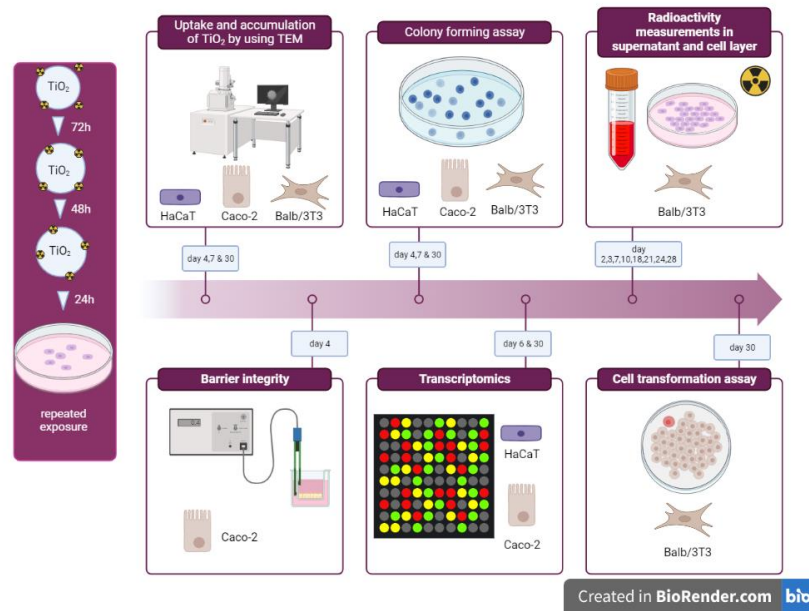 TiO₂
72h
TiO₂
48h
TiO₂
24h
repeated
exposure
Uptake and accumulation
of TiO₂ by using TEM
HaCaT
Caco-2
Balb/3T3
day 4,7 & 30
Colony forming assay
HaCaT
Caco-2
Balb/3T3
day 4,7 & 30
Radioactivity
measurements in
supernatant and cell layer
Balb/3T3
day
2,3,7,10,18,21,24,28
day 4
Barrier integrity
Caco-2
day 6 & 30
Transcriptomics
HaCaT
Caco-2
day 30
Cell transformation assay
Balb/3T3
Created in BioRender.com